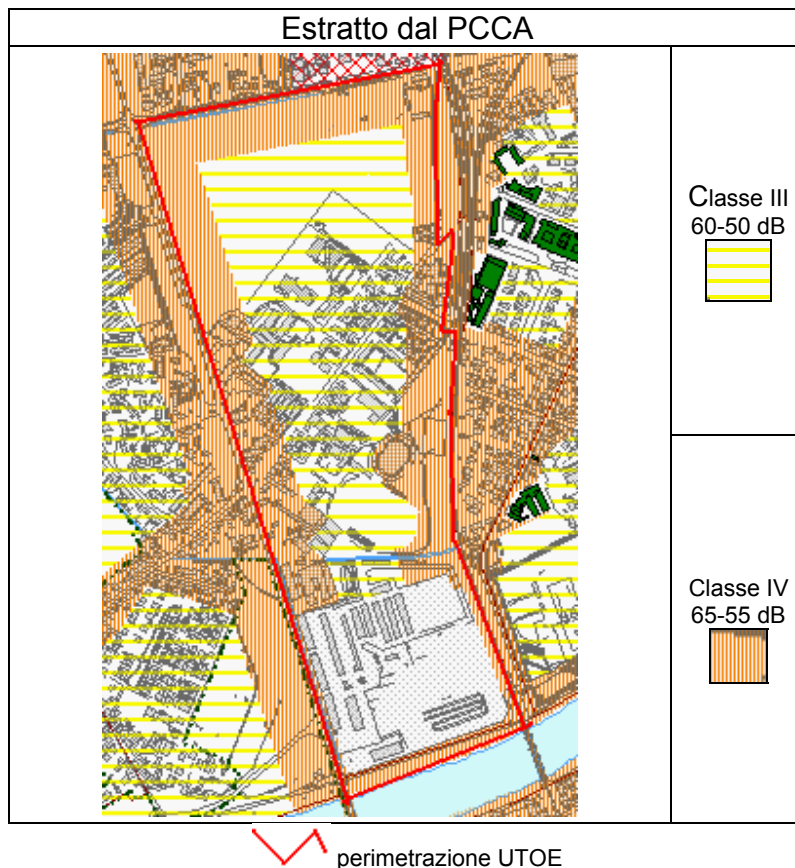 Estratto dal PCCA
Classe III
60-50 dB
Classe IV
65-55 dB
perimetrazione UTOE